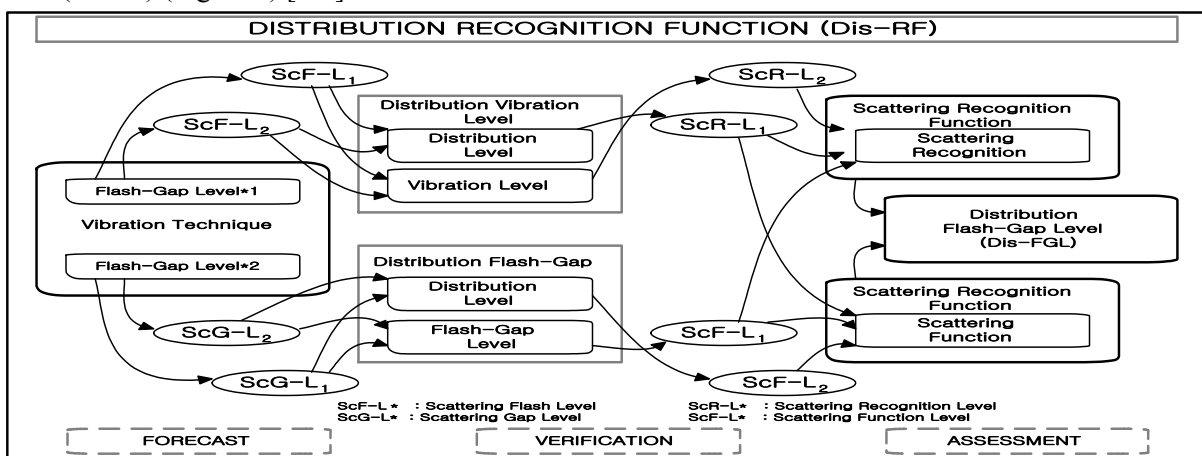 DISTRIBUTION RECOGNITION FUNCTION (Dis-RF)
ScF-L1
ScF-L2
Flash-Gap Level*1
Vibration Technique
Flash-Gap Level*2
ScG-L2
ScG-L1
Distribution Vibration
Level
Distribution
Level
Vibration Level
Distribution Flash-Gap
Distribution
Level
Flash-Gap
Level
ScR-L2
ScR-L1
ScF-L1
ScF-L2
Scattering Recognition
Function
Scattering
Recognition
Distribution
Flash-Gap Level
(Dis-FGL)
Scattering Recognition
Function
Scattering
Function
ScF-L* : Scattering Flash Level
ScG-L* : Scattering Gap Level
ScR-L* : Scattering Recognition Level
ScF-L* : Scattering Function Level
FORECAST
VERIFICATION
ASSESSMENT